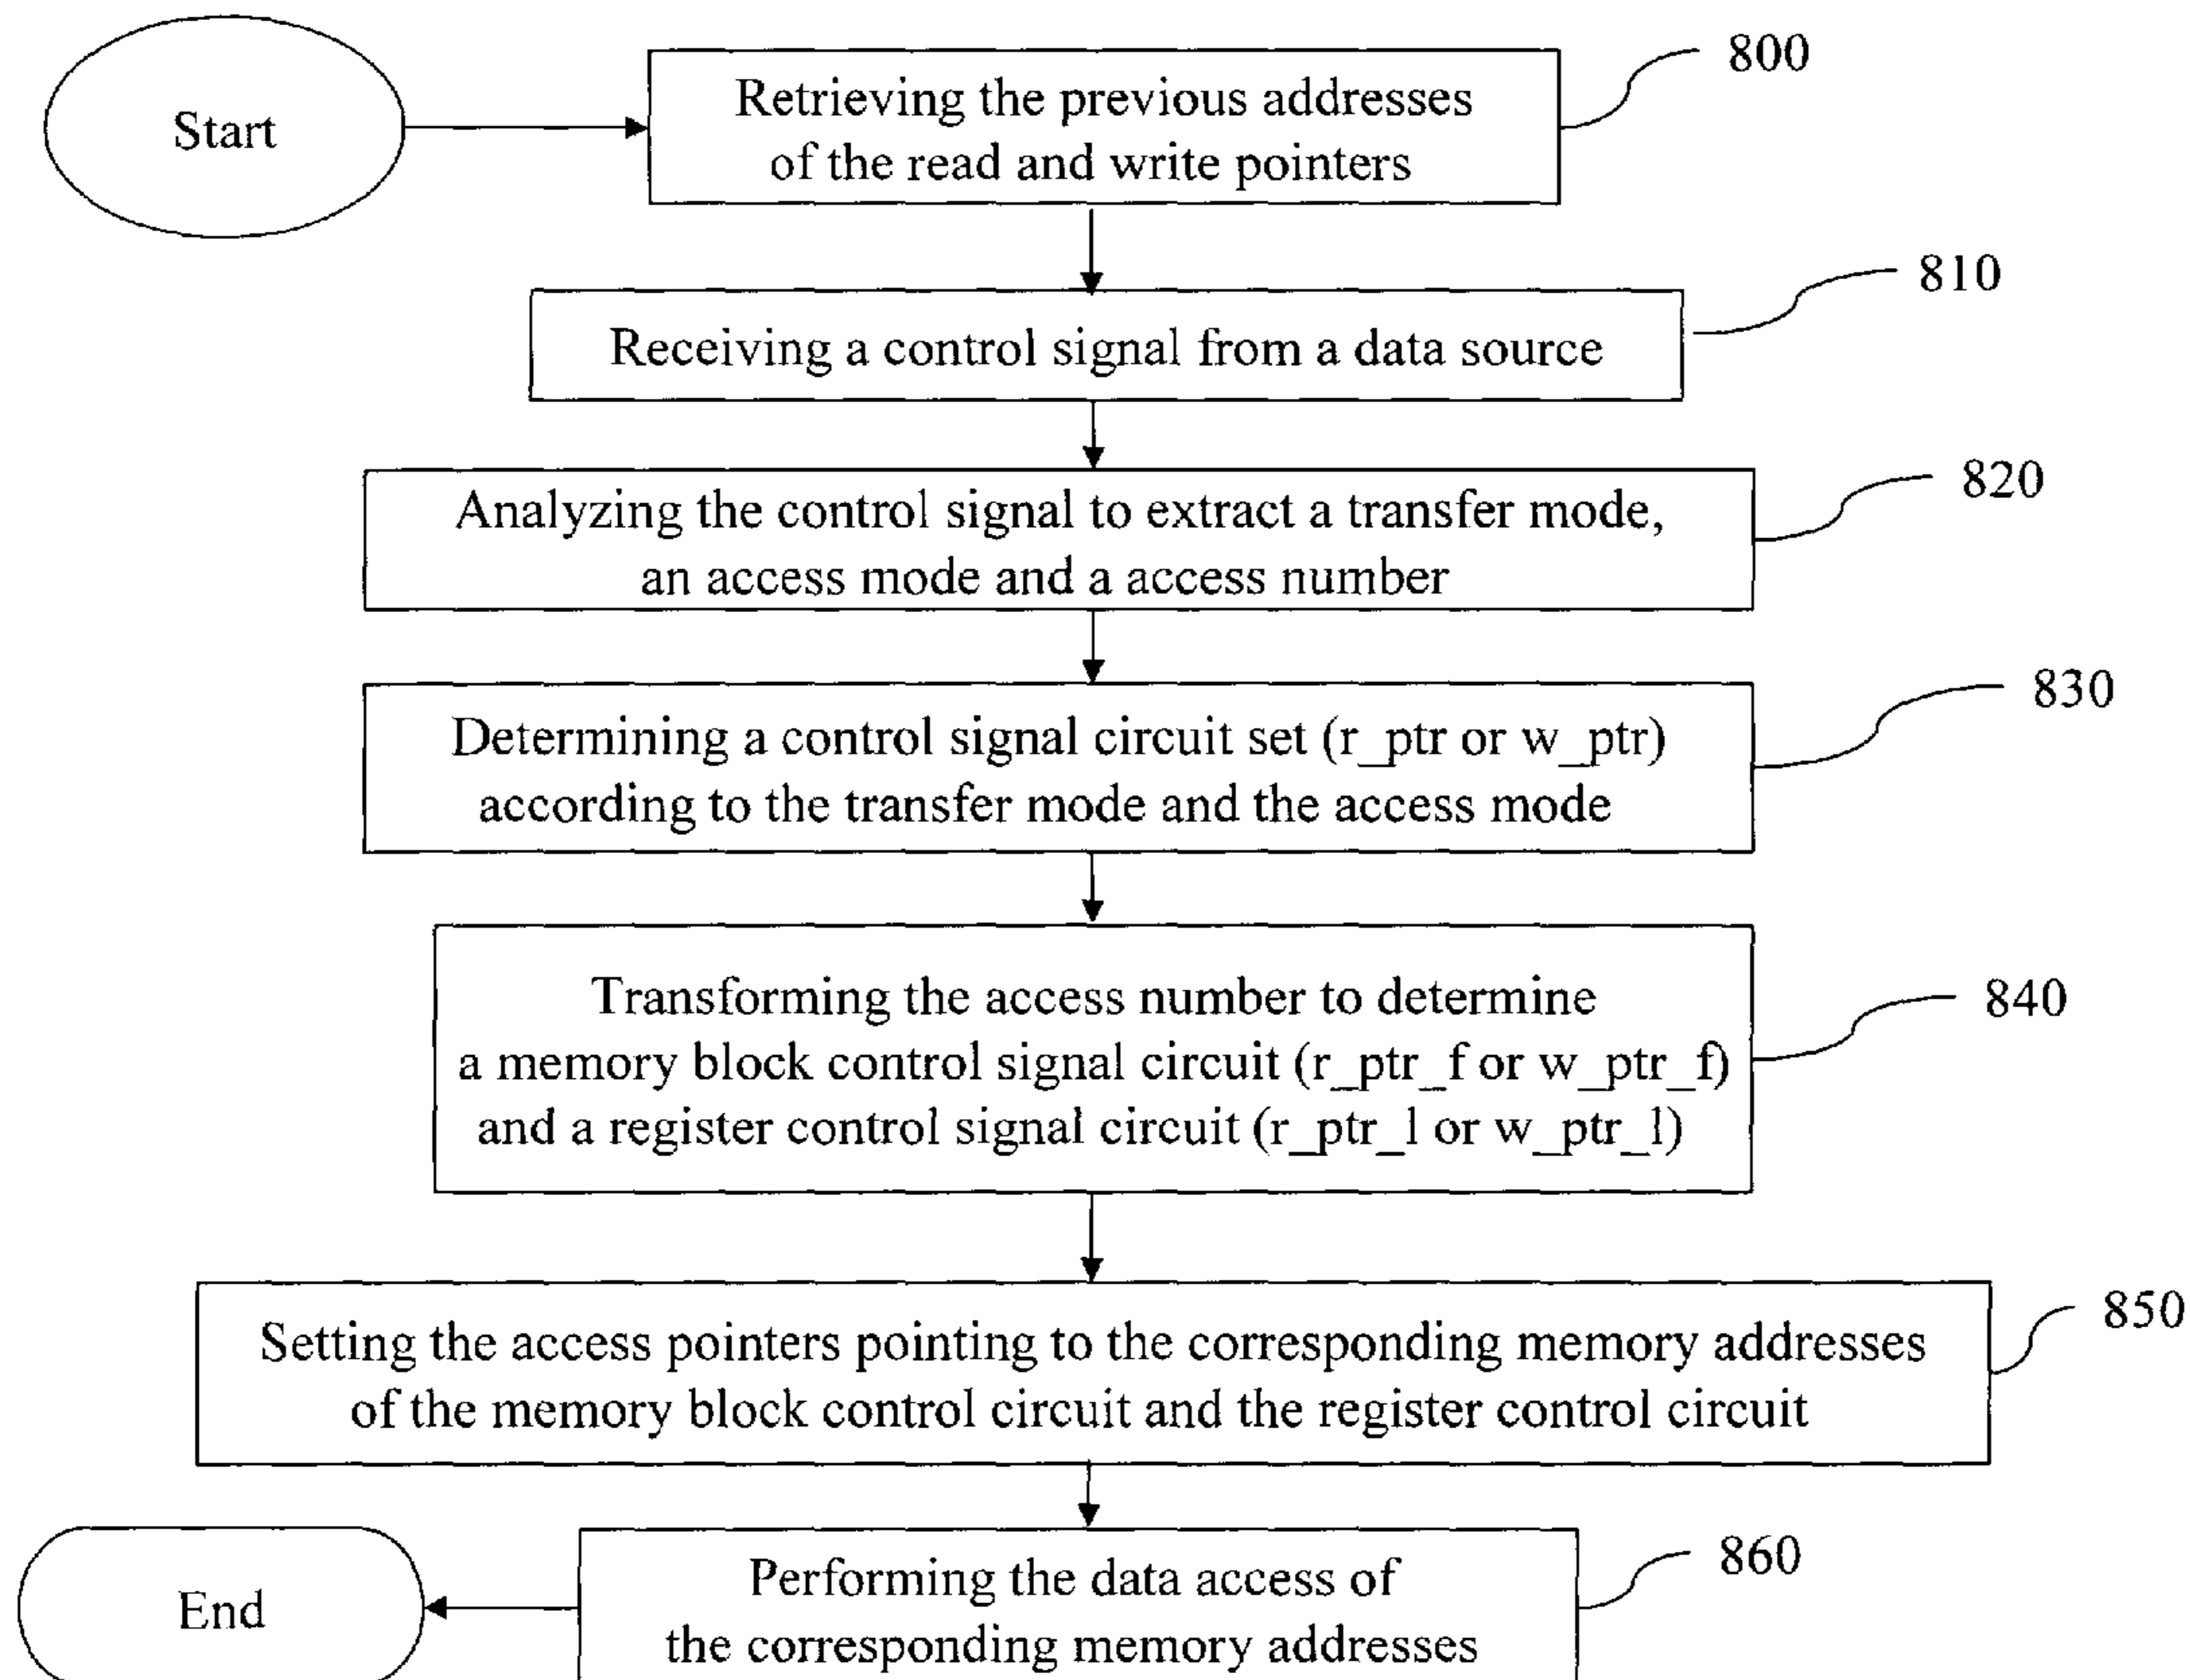 Start
Retrieving the previous addresses
of the read and write pointers
800
Receiving a control signal from a data source
810
Analyzing the control signal to extract a transfer mode,
an access mode and a access number
820
Determining a control signal circuit set (r_ptr or w_ptr)
according to the transfer mode and the access mode
830
Transforming the access number to determine
a memory block control signal circuit (r_ptr_f or w_ptr_f)
and a register control signal circuit (r_ptr_l or w_ptr_l)
840
Setting the access pointers pointing to the corresponding memory addresses
of the memory block control circuit and the register control circuit
850
Performing the data access of
the corresponding memory addresses
860
End